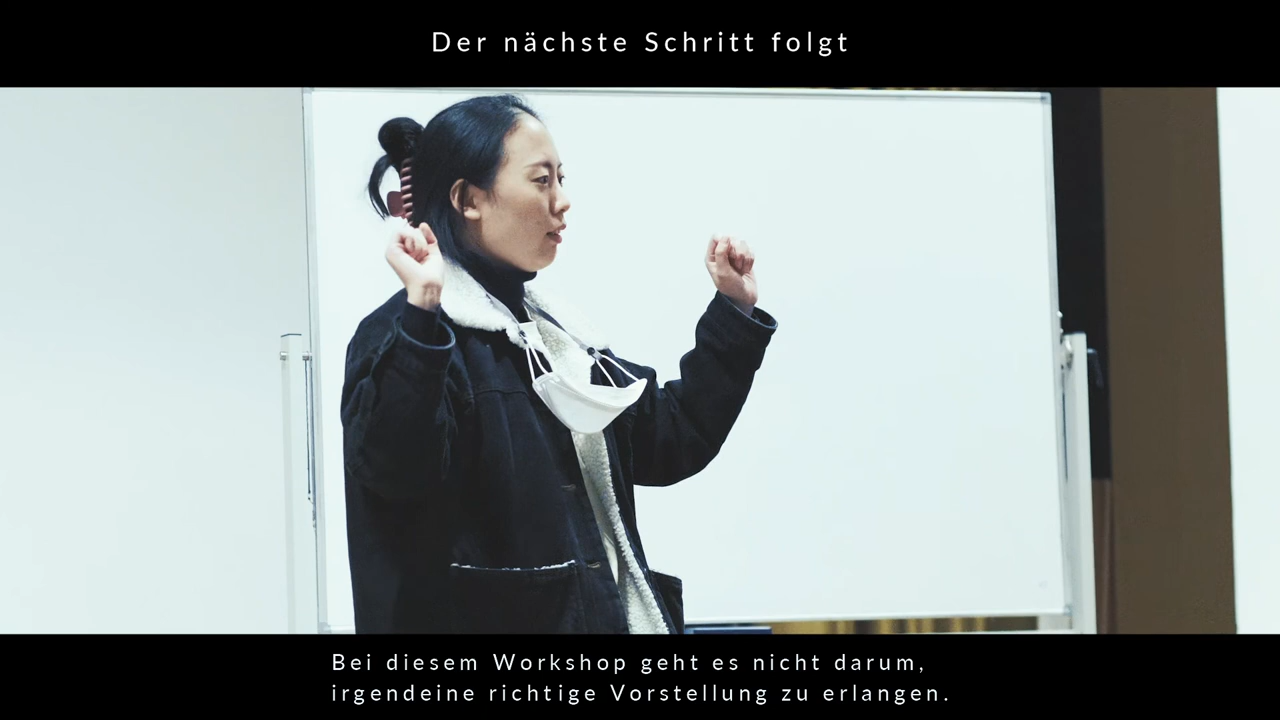 Der nächste Schritt folgt
Bei diesem Workshop geht es nicht darum,
irgendeine richtige Vorstellung zu erlangen.